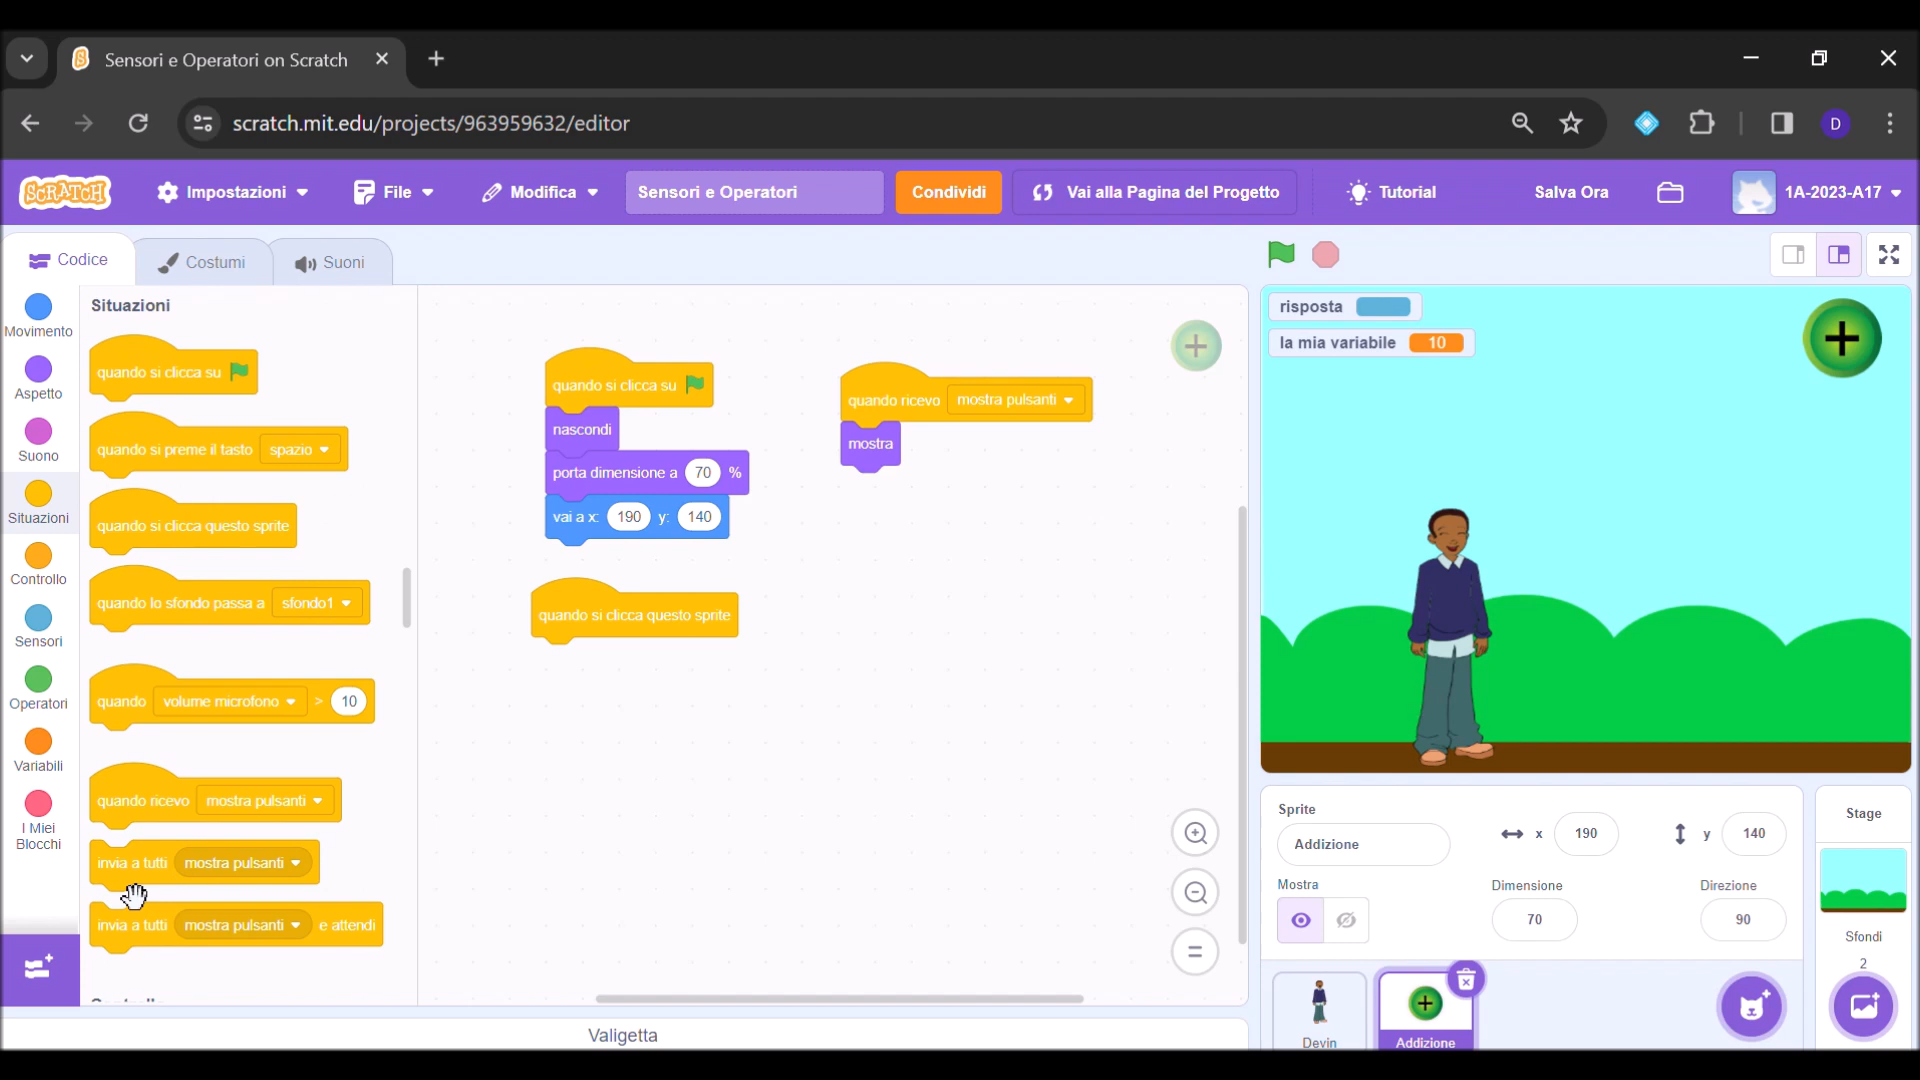 Sensori e Operatori on Scratch
scratch.mit.edu/projects/963959632/editor
D
SCRATCH
Impostazioni
File
Modifica
Sensori e Operatori
Condividi
Vai alla Pagina del Progetto
Tutorial
Salva Ora
1A-2023-A17
Codice
Costumi
Suoni
Movimento
Aspetto
Suono
Situazioni
Controllo
Sensori
Operatori
Variabili
I Miei
Blocchi
Situazioni
quando si clicca su
quando si preme il tasto spazio
quando si clicca questo sprite
quando lo sfondo passa a sfondo1
quando volume microfono > 10
quando ricevo mostra pulsanti
invia a tutti mostra pulsanti
invia a tutti mostra pulsanti e attendi
quando si clicca su
nascondi
porta dimensione a 70 %
vai a x: 190 y: 140
quando si clicca questo sprite
quando ricevo mostra pulsanti
mostra
Valigetta
risposta
la mia variabile 10
Sprite
Addizione
x 190
y 140
Mostra
Dimensione
70
Direzione
90
Devin
Addizione
Stage
Sfondi
2